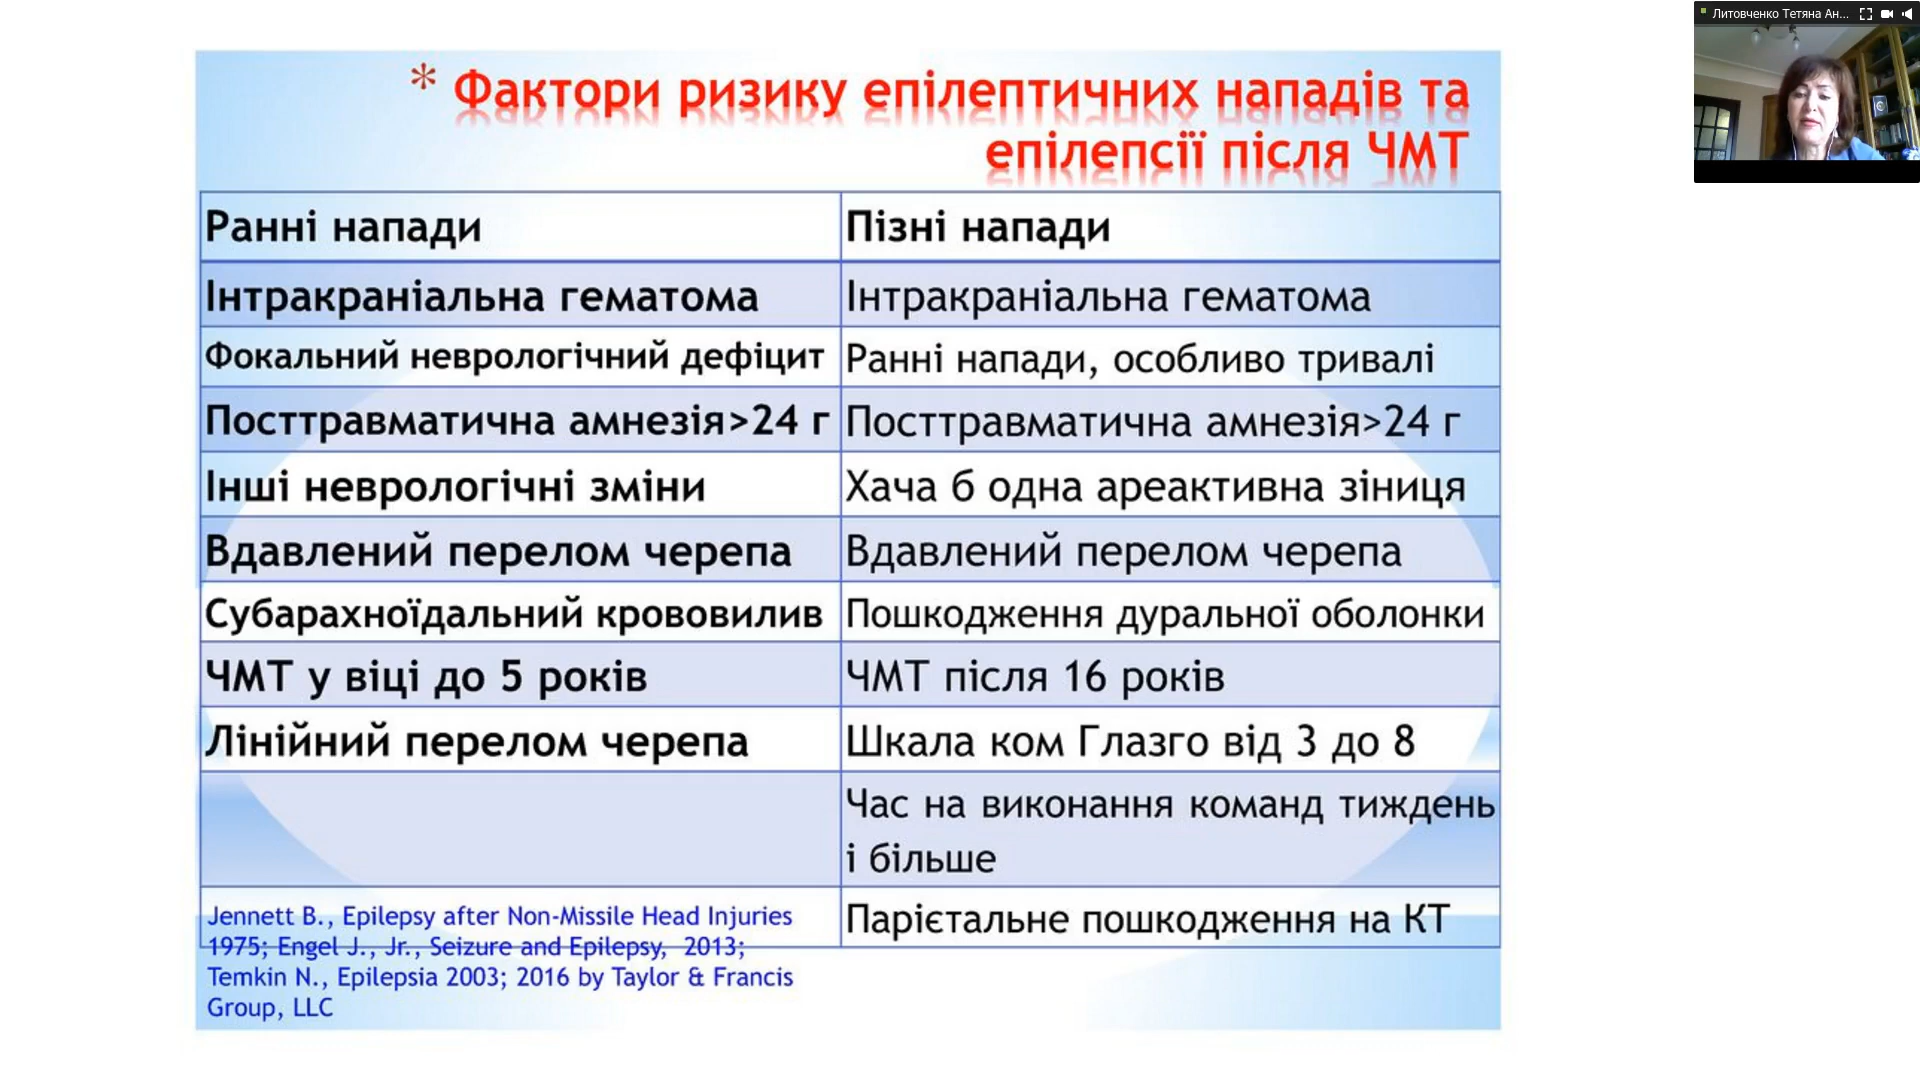 Литовченко Тетяна Ан...
* Фактори ризику епілептичних нападів та
епілепсії після ЧМТ
Ранні напади
Пізні напади
Інтракраніальна гематома
Інтракраніальна гематома
Фокальний неврологічний дефіцит
Ранні напади, особливо тривалі
Посттравматична амнезія>24 г
Посттравматична амнезія>24 г
Інші неврологічні зміни
Хача б одна ареактивна зіниця
Вдавлений перелом черепа
Вдавлений перелом черепа
Субарахноїдальний крововилив
Пошкодження дуральної оболонки
ЧМТ у віці до 5 років
ЧМТ після 16 років
Лінійний перелом черепа
Шкала ком Глазго від 3 до 8
Час на виконання команд тиждень
і більше
Парієтальне пошкодження на КТ
Jennett B., Epilepsy after Non-Missile Head Injuries
1975; Engel J., Jr., Seizure and Epilepsy, 2013;
Temkin N., Epilepsia 2003; 2016 by Taylor & Francis
Group, LLC